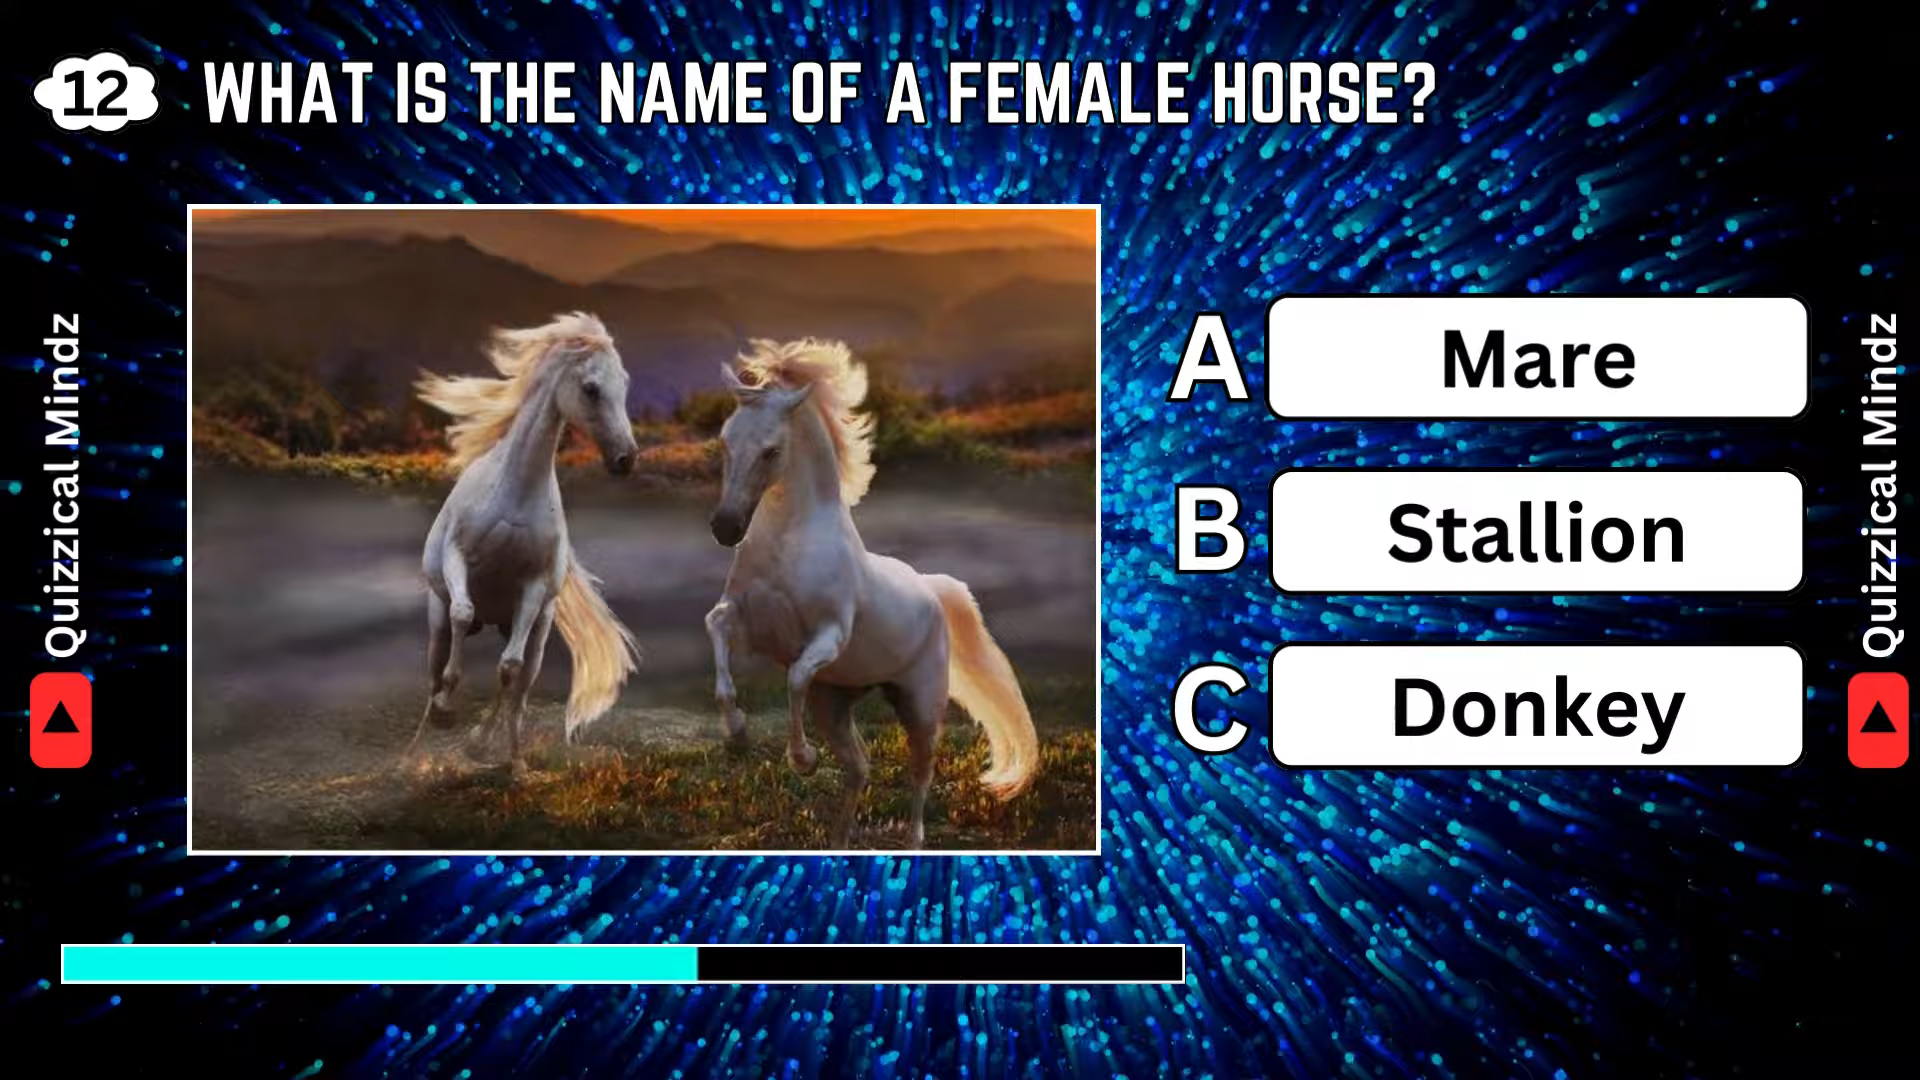 12
WHAT IS THE NAME OF A FEMALE HORSE?
Quizzical Mindz
A Mare
B Stallion
C Donkey
Quizzical Mindz